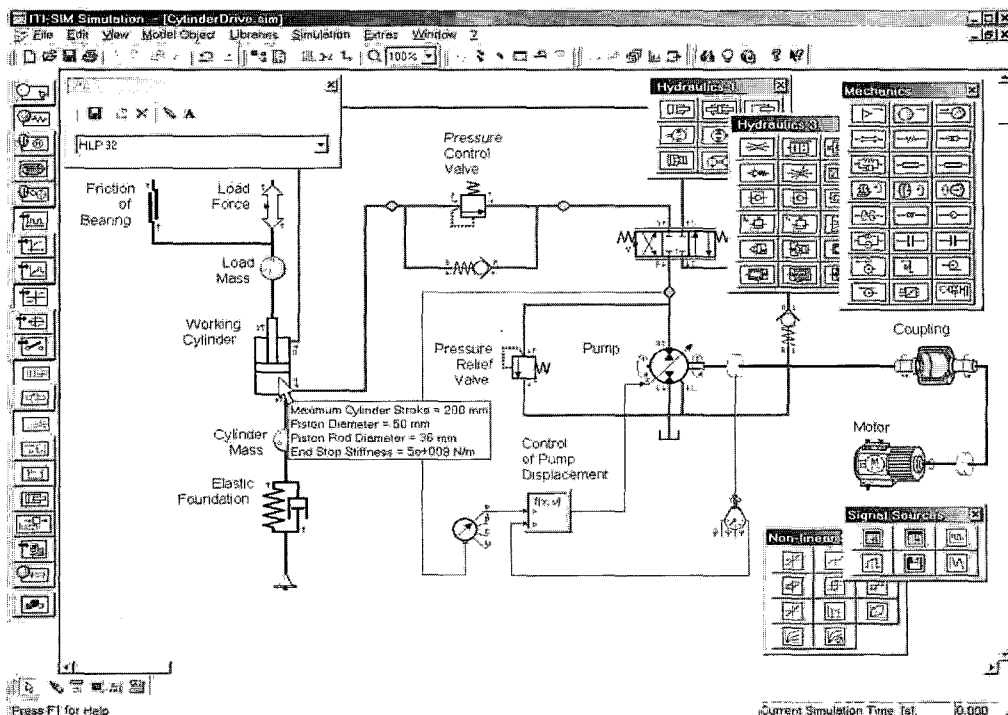 ITI-SIM Simulation - [CylinderDrive.sim]
File Edit View Model Object Libraries Simulation Extras Window ?
100%
HLP 32
Hydraulics 1
Mechanics
Hydraulics 3
Pressure
Control
Valve
Friction
of
Bearing
Load
Force
Load
Mass
Working
Cylinder
Pressure
Relief
Valve
Pump
Coupling
Maximum Cylinder Stroke = 200 mm
Piston Diameter = 50 mm
Piston Rod Diameter = 36 mm
End Stop Stiffness = 5e+009 N/m
Cylinder
Mass
Control
of Pump
Displacement
Motor
M
Elastic
Foundation
Signal Sources
Non-linear
Press F1 for Help
Current Simulation Time [s]: 0.000